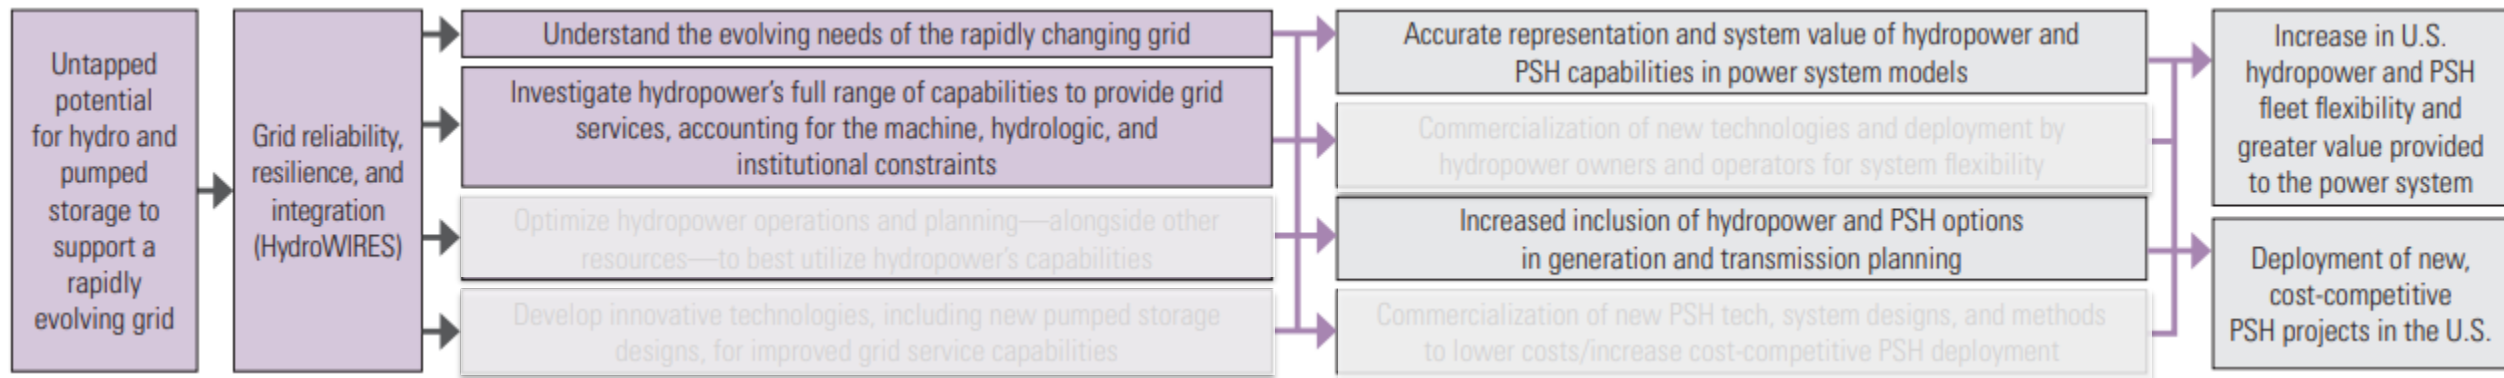 Untapped
potential
for hydro and
pumped
storage to
support a
rapidly
evolving grid
Grid reliability,
resilience, and
integration
(HydroWIRES)
Understand the evolving needs of the rapidly changing grid
Investigate hydropower’s full range of capabilities to provide grid
services, accounting for the machine, hydrologic, and
institutional constraints
Optimize hydropower operations and planning—alongside other
resources—to best utilize hydropower’s capabilities
Develop innovative technologies, including new pumped storage
designs, for improved grid service capabilities
Accurate representation and system value of hydropower and
PSH capabilities in power system models
Commercialization of new technologies and deployment by
hydropower owners and operators for system flexibility
Increased inclusion of hydropower and PSH options
in generation and transmission planning
Commercialization of new PSH tech, system designs, and methods
to lower costs/increase cost-competitive PSH deployment
Increase in U.S.
hydropower and PSH
fleet flexibility and
greater value provided
to the power system
Deployment of new,
cost-competitive
PSH projects in the U.S.